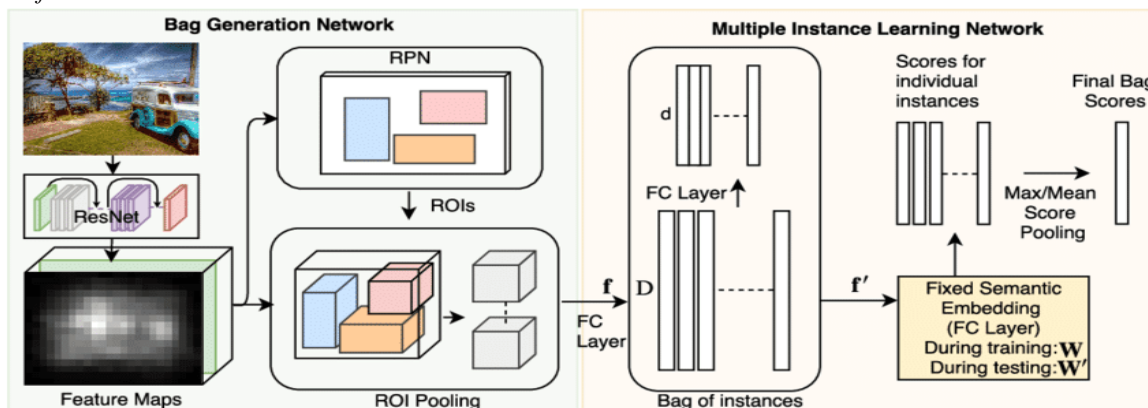 Bag Generation Network
RPN
ResNet
ROIs
Feature Maps
ROI Pooling
f
FC
Layer
Multiple Instance Learning Network
d
FC Layer
D
Bag of instances
f′
Scores for
individual
instances
Final Bag
Scores
Max/Mean
Score
Pooling
Fixed Semantic
Embedding
(FC Layer)
During training: W
During testing: W′